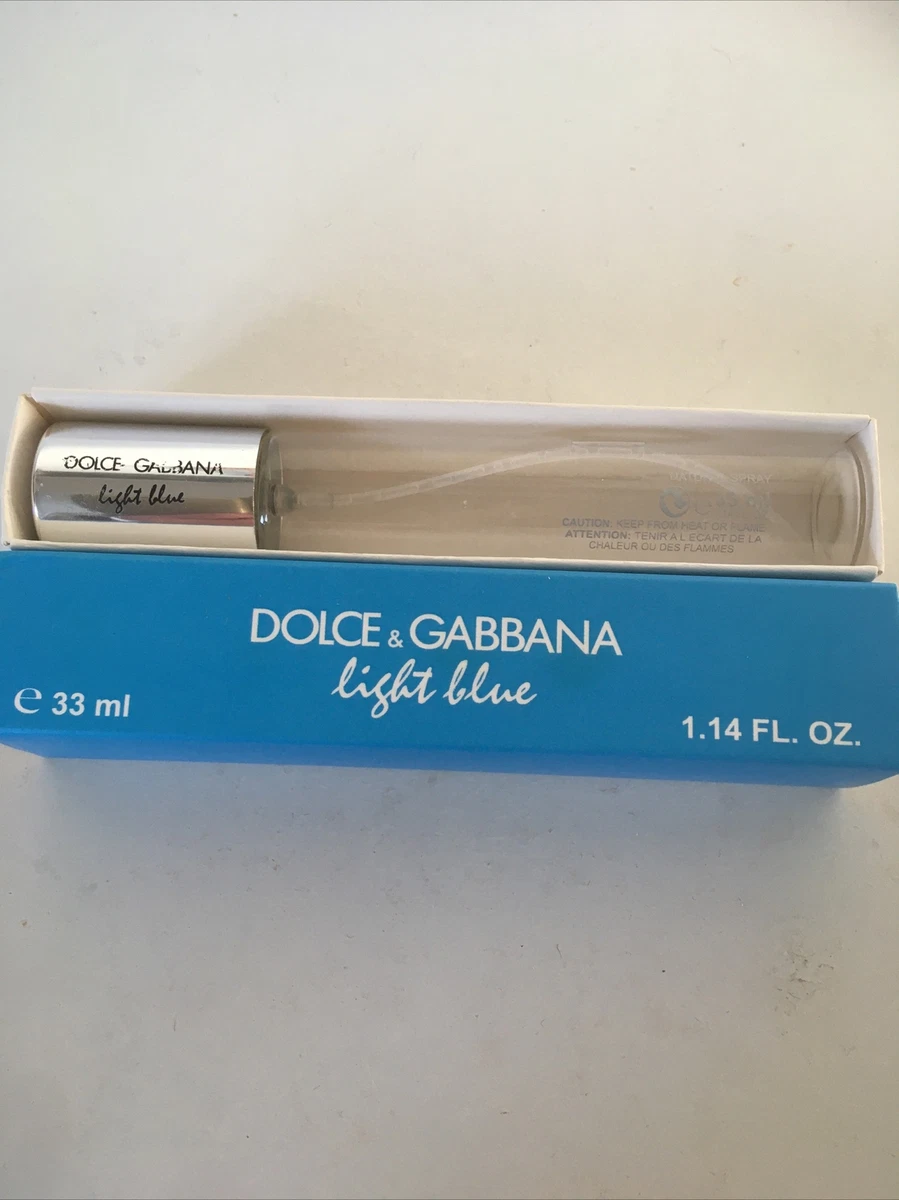 DOLCE GABBANA
light blue
SPRAY
CAUTION: KEEP FROM HEAT OR FLAME
ATTENTION: TENIR A L'ECART DE LA
CHALEUR OU DES FLAMMES
DOLCE & GABBANA
light blue
e 33 ml
1.14 FL. OZ.